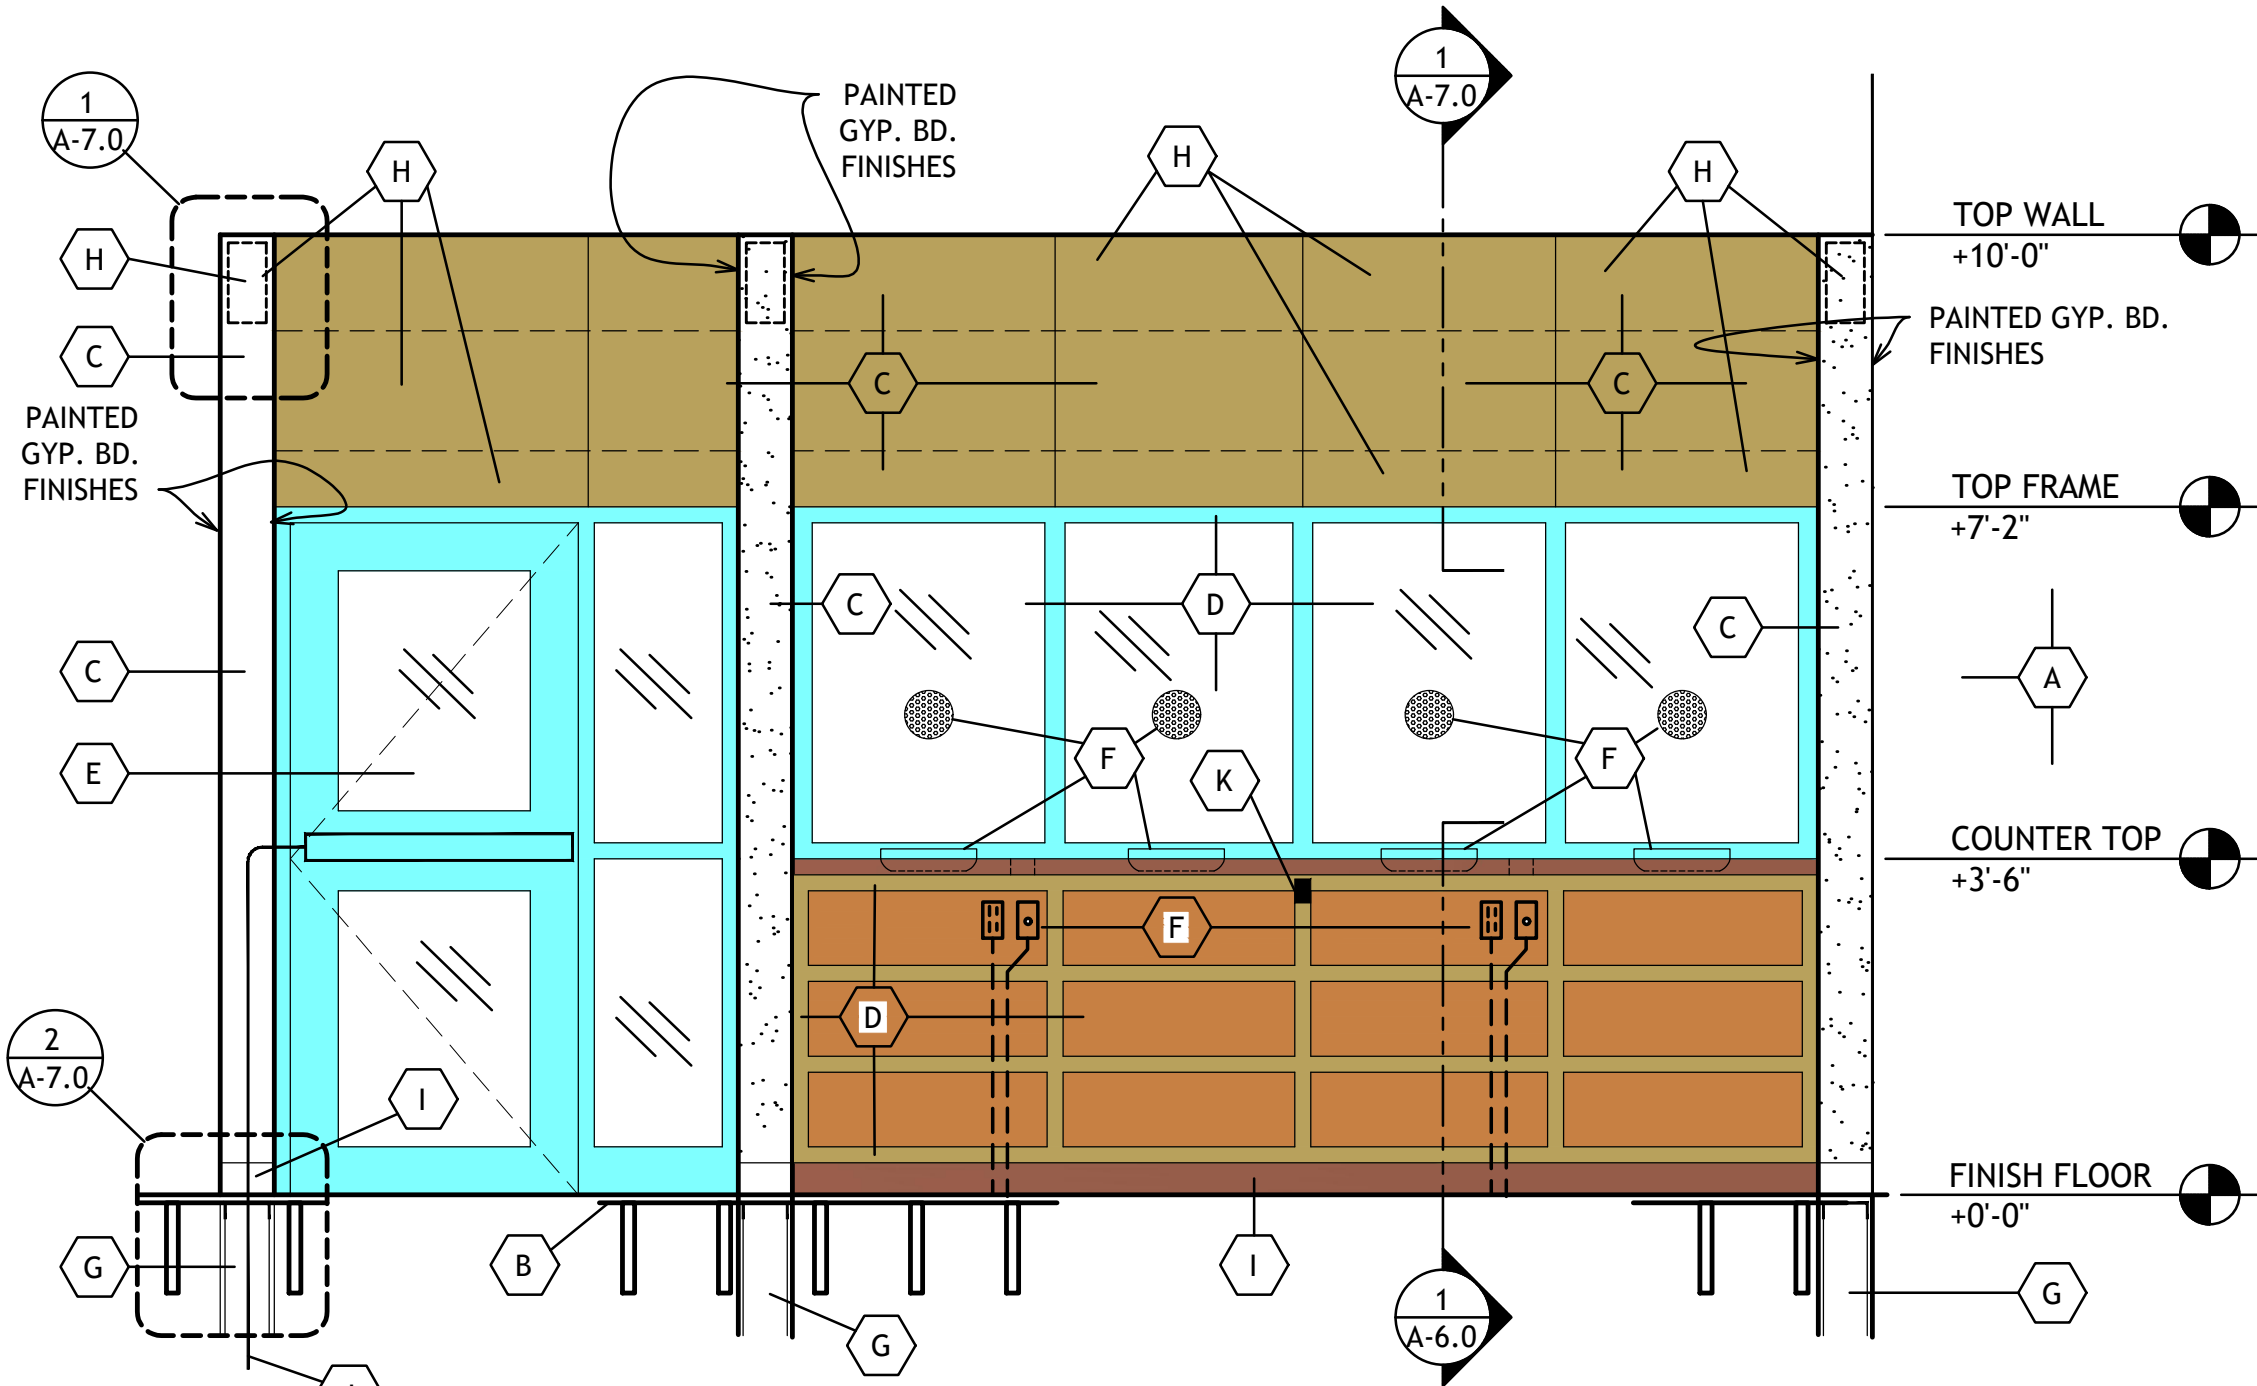 1
A-7.0
1
A-7.0
PAINTED
GYP. BD.
FINISHES
H
H
H
H
TOP WALL
+10'-0"
C
C
C
PAINTED GYP. BD.
FINISHES
PAINTED
GYP. BD.
FINISHES
TOP FRAME
+7'-2"
C
D
C
C
A
E
F
K
F
COUNTER TOP
+3'-6"
F
D
2
A-7.0
I
FINISH FLOOR
+0'-0"
G
B
I
G
G
1
A-6.0